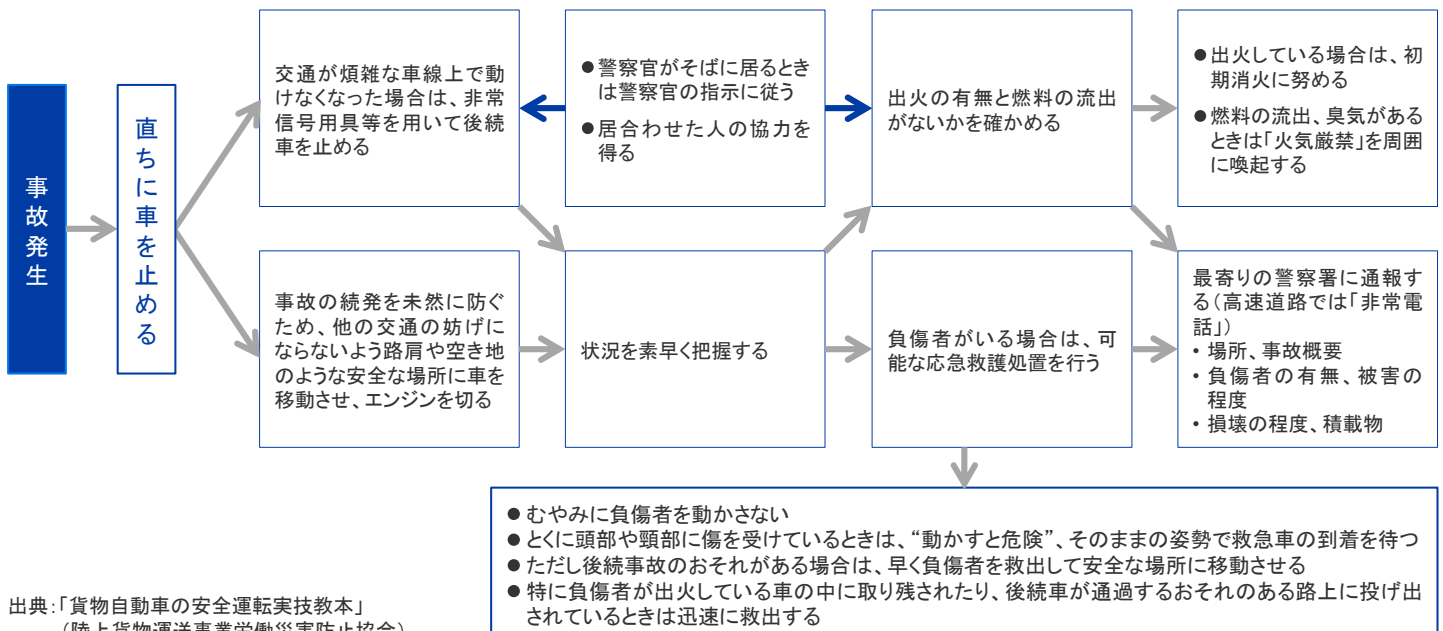 事故発生
直ちに車を止める
交通が煩雑な車線上で動
けなくなった場合は、非常
信号用具等を用いて後続
車を止める
●警察官がそばに居るとき
は警察官の指示に従う
●居合わせた人の協力を
得る
出火の有無と燃料の流出
がないかを確かめる
●出火している場合は、初
期消火に努める
●燃料の流出、臭気がある
ときは「火気厳禁」を周囲
に喚起する
事故の続発を未然に防ぐ
ため、他の交通の妨げに
ならないよう路肩や空き地
のような安全な場所に車を
移動させ、エンジンを切る
状況を素早く把握する
負傷者がいる場合は、可
能な応急救護処置を行う
最寄りの警察署に通報す
る(高速道路では「非常電
話」)
・場所、事故概要
・負傷者の有無、被害の
程度
・損壊の程度、積載物
●むやみに負傷者を動かさない
●とくに頭部や頸部に傷を受けているときは、“動かすと危険”、そのままの姿勢で救急車の到着を待つ
●ただし後続事故のおそれがある場合は、早く負傷者を救出して安全な場所に移動させる
●特に負傷者が出火している車の中に取り残されたり、後続車が通過するおそれのある路上に投げ出
されているときは迅速に救出する
出典:「貨物自動車の安全運転実技教本」
(陸上貨物運送事業労働災害防止協会)